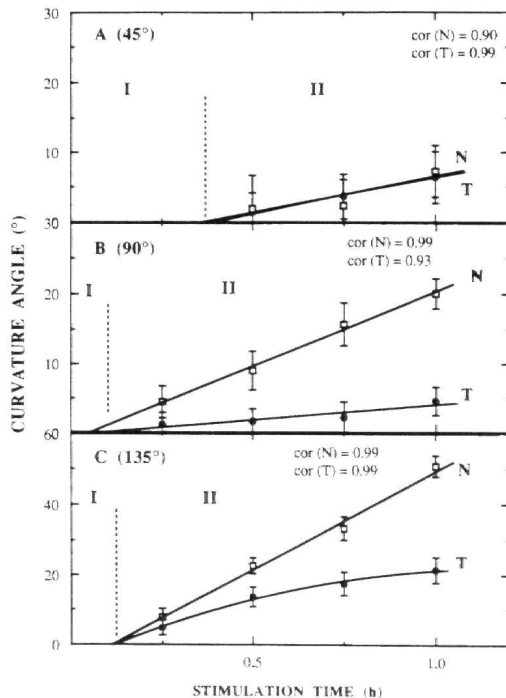 30
A (45°)
cor (N) = 0.90
cor (T) = 0.99
I
II
20
10
N
T
30
B (90°)
cor (N) = 0.99
cor (T) = 0.93
N
I
II
20
10
T
60
C (135°)
cor (N) = 0.99
cor (T) = 0.99
N
I
II
40
T
20
0
0.5
1.0
CURVATURE ANGLE (°)
STIMULATION TIME (h)